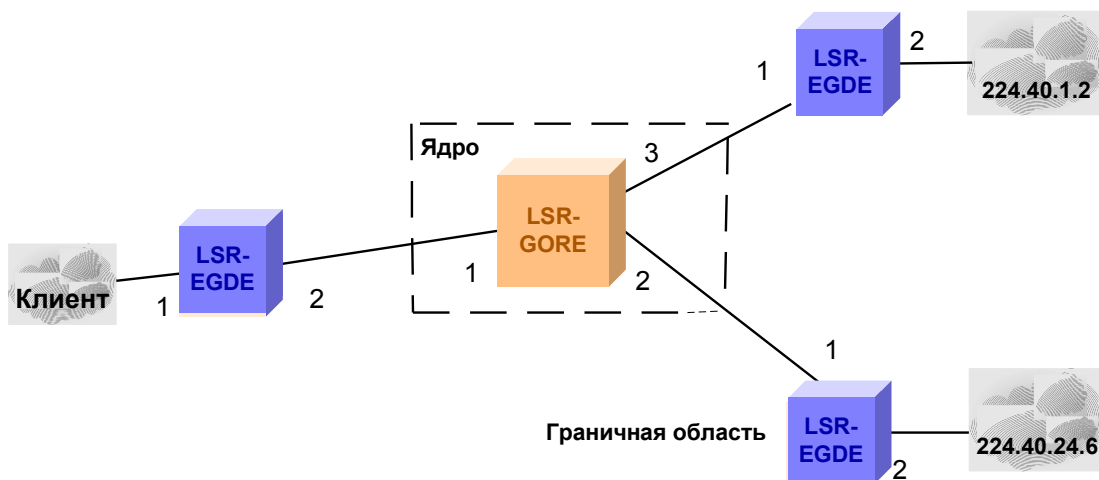 LSR-
EGDE
1
2
224.40.1.2
Ядро
3
LSR-
GORE
1
2
Клиент
1
LSR-
EGDE
2
1
Граничная область
LSR-
EGDE
2
224.40.24.6